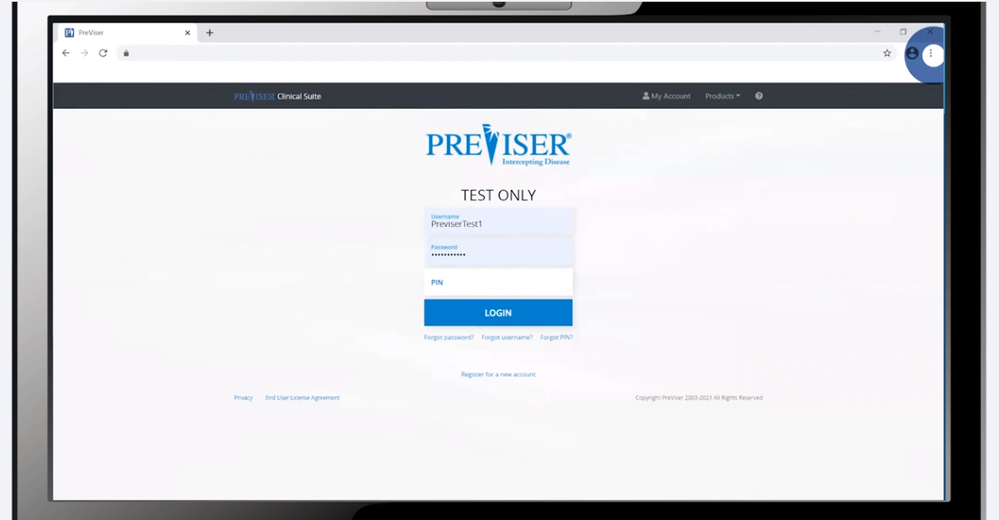 PreViser
PREVISER Clinical Suite
My Account Products
PREVISER®
Intercepting Disease
TEST ONLY
Username
PreviserTest1
Password
PIN
LOGIN
Forgot password? Forgot username? Forgot PIN?
Register for a new account
Privacy End User License Agreement
Copyright PreViser 2003-2021 All Rights Reserved